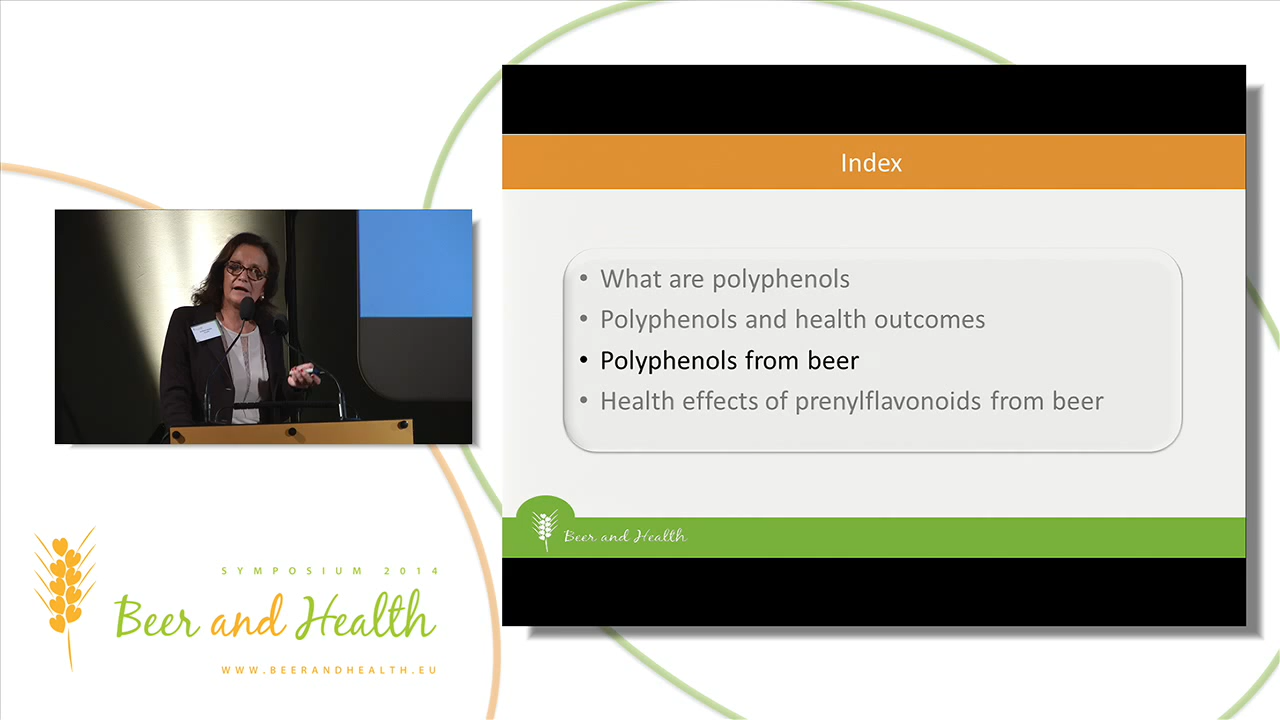 Index
• What are polyphenols
• Polyphenols and health outcomes
• Polyphenols from beer
• Health effects of prenylflavonoids from beer
Beer and Health
SYMPOSIUM 2014
Beer and Health
WWW.BEERANDHEALTH.EU